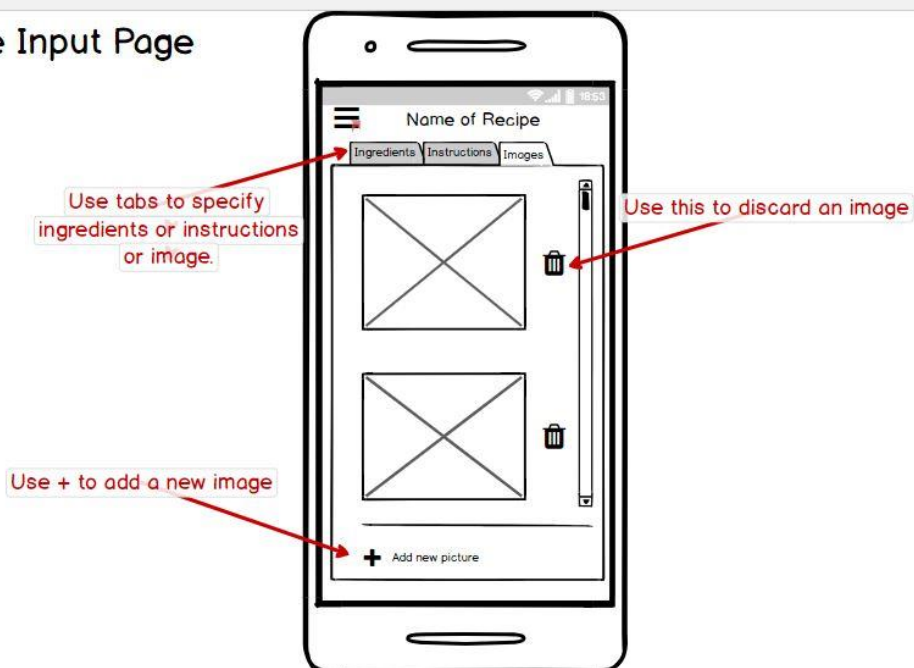 e Input Page
18:53
Name of Recipe
Ingredients Instructions Images
Use tabs to specify
ingredients or instructions
or image.
Use this to discard an image
Use + to add a new image
Add new picture